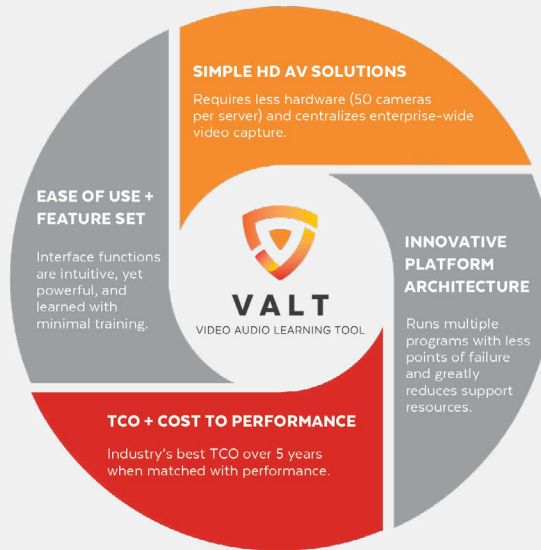 SIMPLE HD AV SOLUTIONS
Requires less hardware (50 cameras
per server) and centralizes enterprise-wide
video capture.
EASE OF USE +
FEATURE SET
Interface functions
are intuitive, yet
powerful, and
learned with
minimal training.
VALT
VIDEO AUDIO LEARNING TOOL
INNOVATIVE
PLATFORM
ARCHITECTURE
Runs multiple
programs with less
points of failure
and greatly
reduces support
resources.
TCO + COST TO PERFORMANCE
Industry's best TCO over 5 years
when matched with performance.